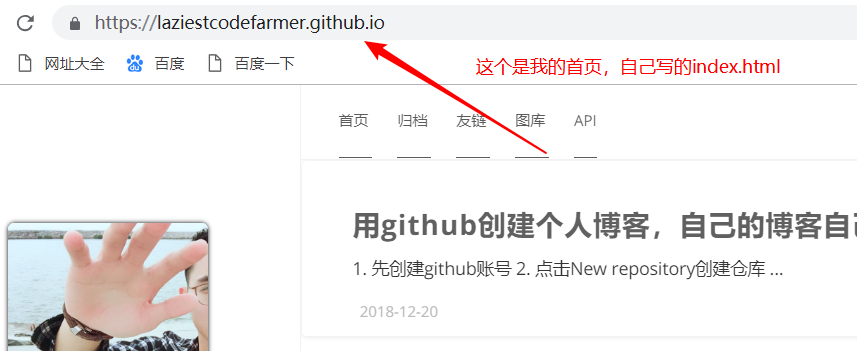 https://laziestcodefarmer.github.io
网址大全 百度 百度一下
这个是我的首页，自己写的index.html
首页 归档 友链 图库 API
用github创建个人博客，自己的博客自
1. 先创建github账号 2. 点击New repository创建仓库 ...
2018-12-20